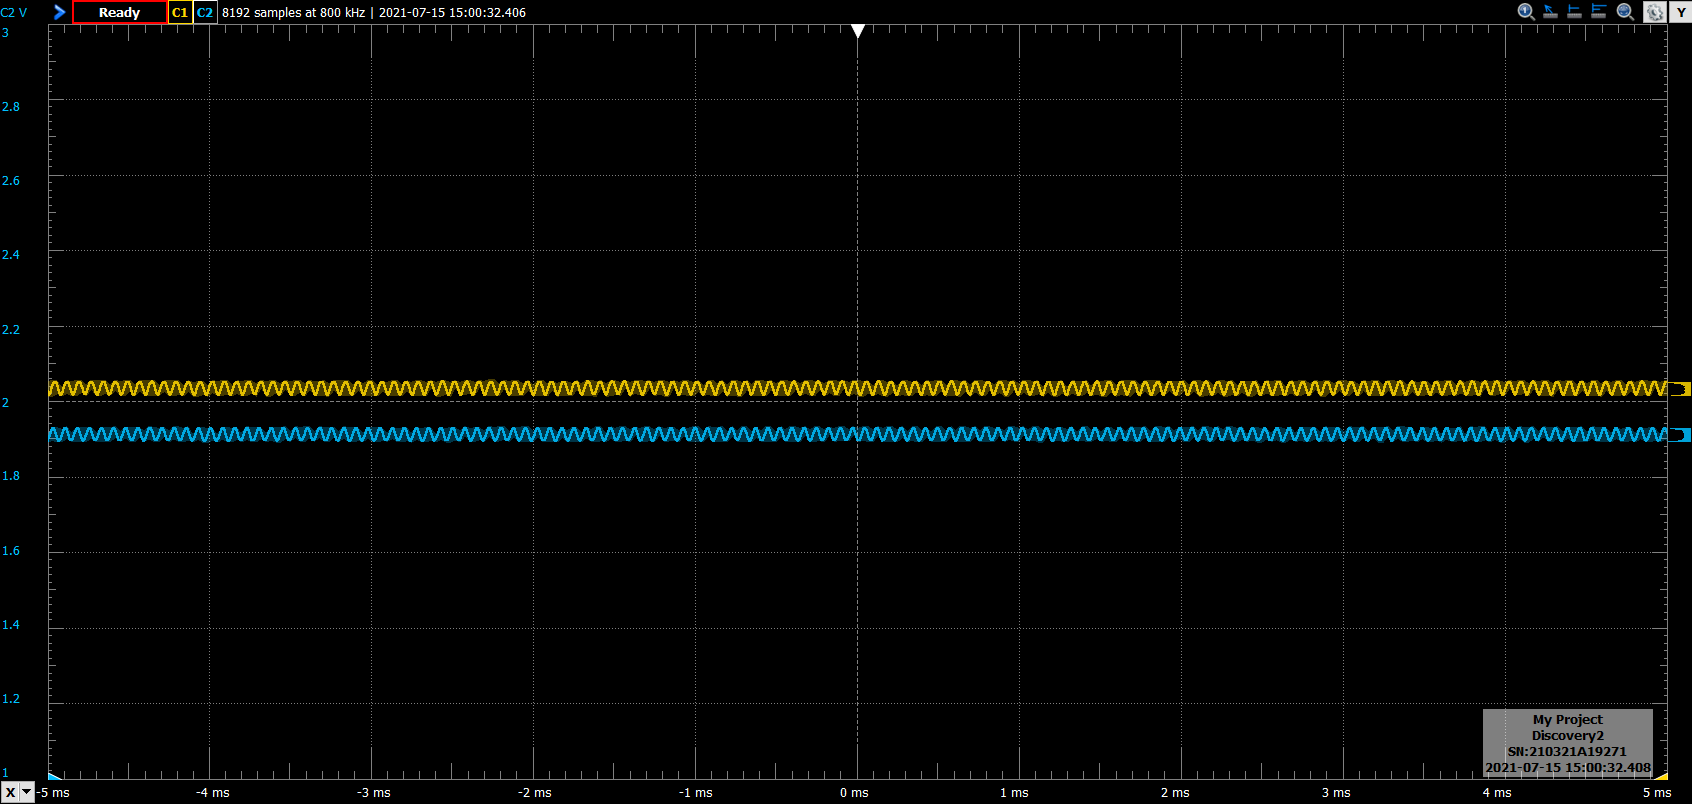 C2 V Ready C1 C2 8192 samples at 800 kHz | 2021-07-15 15:00:32.406 Y
3
2.8
2.6
2.4
2.2
2
1.8
1.6
1.4
1.2
1
My Project
Discovery2
SN:210321A19271
2021-07-15 15:00:32.408
X -5 ms -4 ms -3 ms -2 ms -1 ms 0 ms 1 ms 2 ms 3 ms 4 ms 5 ms